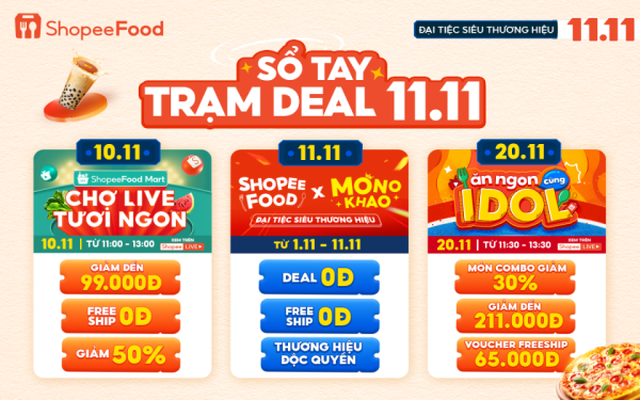 ShopeeFood
ĐẠI TIỆC SIÊU THƯƠNG HIỆU 11.11
SỔ TAY
TRẠM DEAL 11.11
10.11
ShopeeFood Mart
CHỢ LIVE
TƯƠI NGON
10.11 | TỪ 11:00 - 13:00
XEM TRÊN
Shopee LIVE
GIẢM ĐẾN
99.000Đ
FREE
SHIP 0Đ
GIẢM 50%
11.11
SHOPEE
FOOD
X
MONO
KHAO
ĐẠI TIỆC SIÊU THƯƠNG HIỆU
TỪ 1.11 - 11.11
DEAL 0Đ
FREE
SHIP 0Đ
THƯƠNG HIỆU
ĐỘC QUYỀN
20.11
ăn ngon cùng
IDOL
20.11 | TỪ 11:30 - 13:30
XEM TRÊN
Shopee LIVE
MÓN COMBO GIẢM
30%
GIẢM ĐẾN
211.000Đ
VOUCHER FREESHIP
65.000Đ